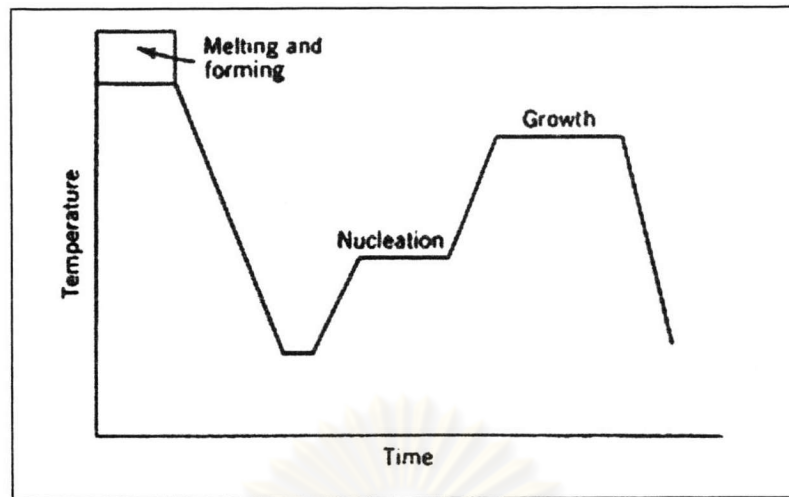 Melting and
forming
Growth
Nucleation
Temperature
Time